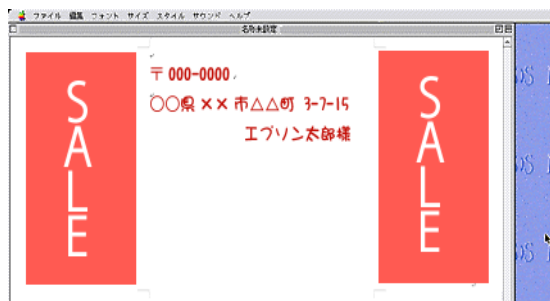 ファイル 編集 フォント サイズ スタイル サウンド ヘルプ
名称未設定
SALE
〒000-0000
〇〇県××市△△町 3-7-15
エプソン太郎様
SALE